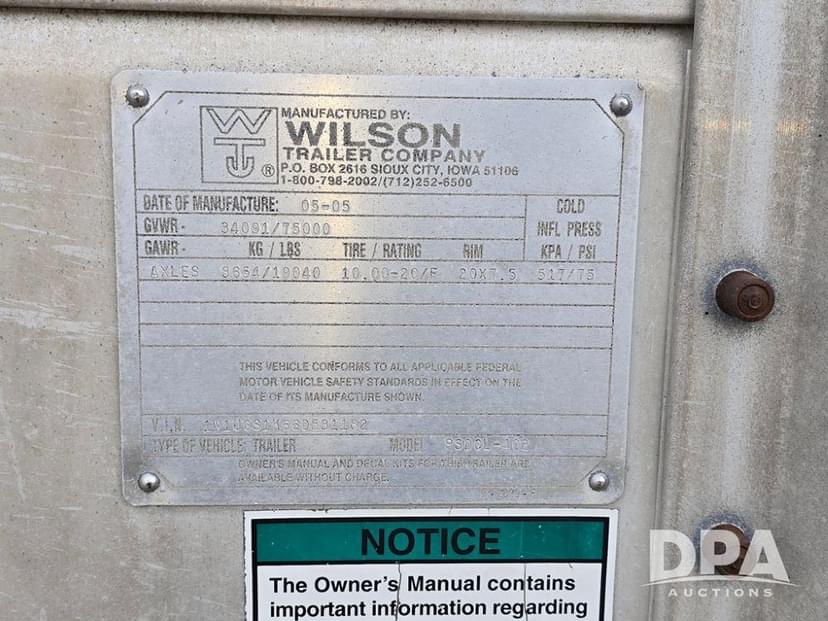 WT ®
MANUFACTURED BY:
WILSON
TRAILER COMPANY
P.O. BOX 2616 SIOUX CITY, IOWA 51106
1-800-798-2002/(712)252-6500
DATE OF MANUFACTURE: 05-05
COLD
GVWR- 34091/75000
INFL PRESS
GAWR- KG / LBS TIRE / RATING RIM KPA / PSI
AXLES 10.00-20/F 20X7.5 517/75
THIS VEHICLE CONFORMS TO ALL APPLICABLE FEDERAL
MOTOR VEHICLE SAFETY STANDARDS IN EFFECT ON THE
DATE OF ITS MANUFACTURE SHOWN.
V.I.N.
TYPE OF VEHICLE: TRAILER MODEL
OWNER'S MANUAL AND DECAL KITS FOR THIS TRAILER ARE
AVAILABLE WITHOUT CHARGE.
NOTICE
The Owner's Manual contains
important information regarding
DPA
AUCTIONS